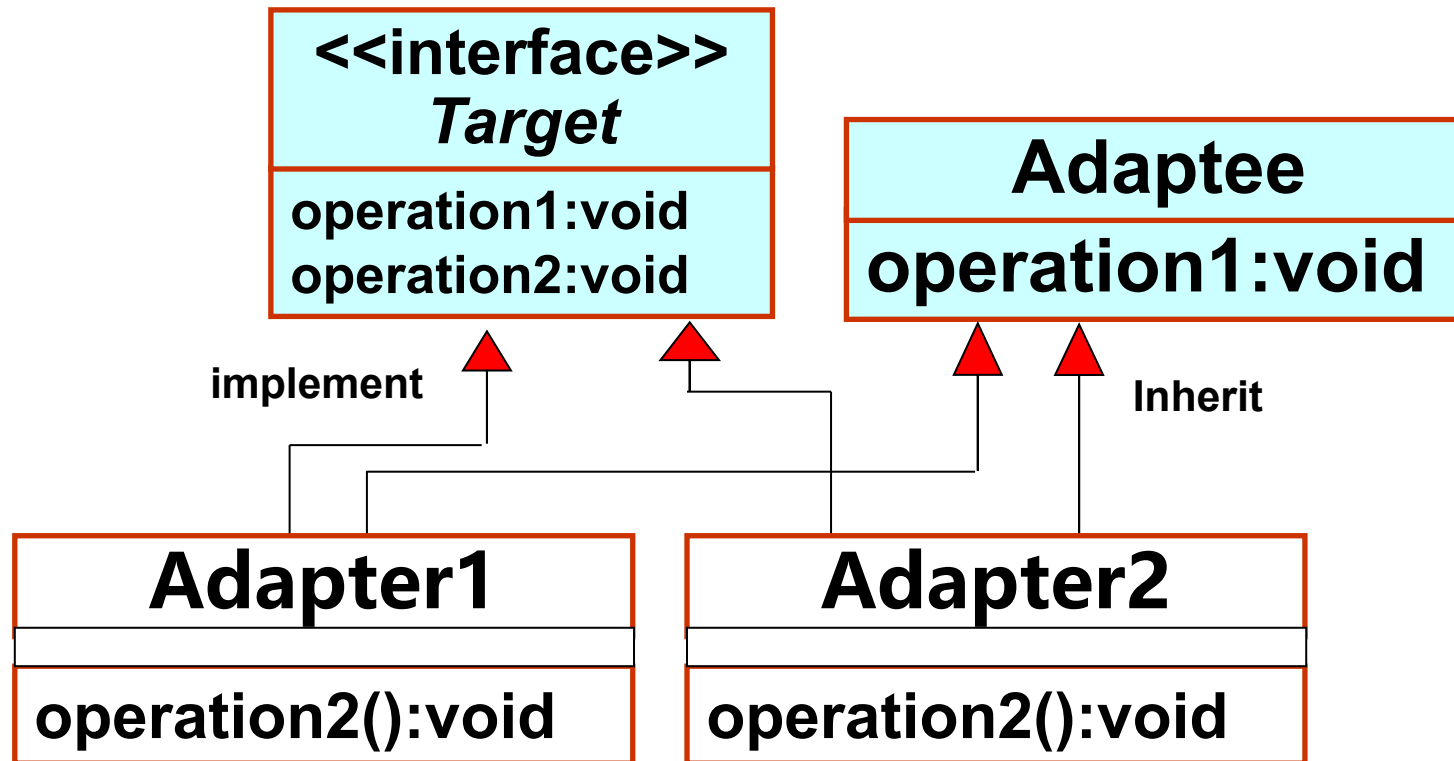 <<interface>>
Target
operation1:void
operation2:void
Adaptee
operation1:void
implement
Inherit
Adapter1
operation2():void
Adapter2
operation2():void